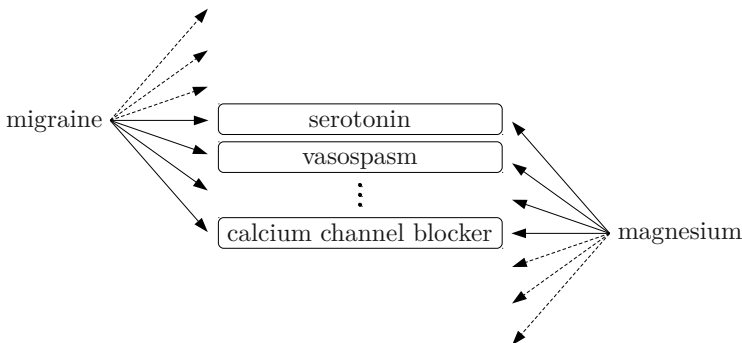 serotonin
migraine
vasospasm
⋮
calcium channel blocker
magnesium